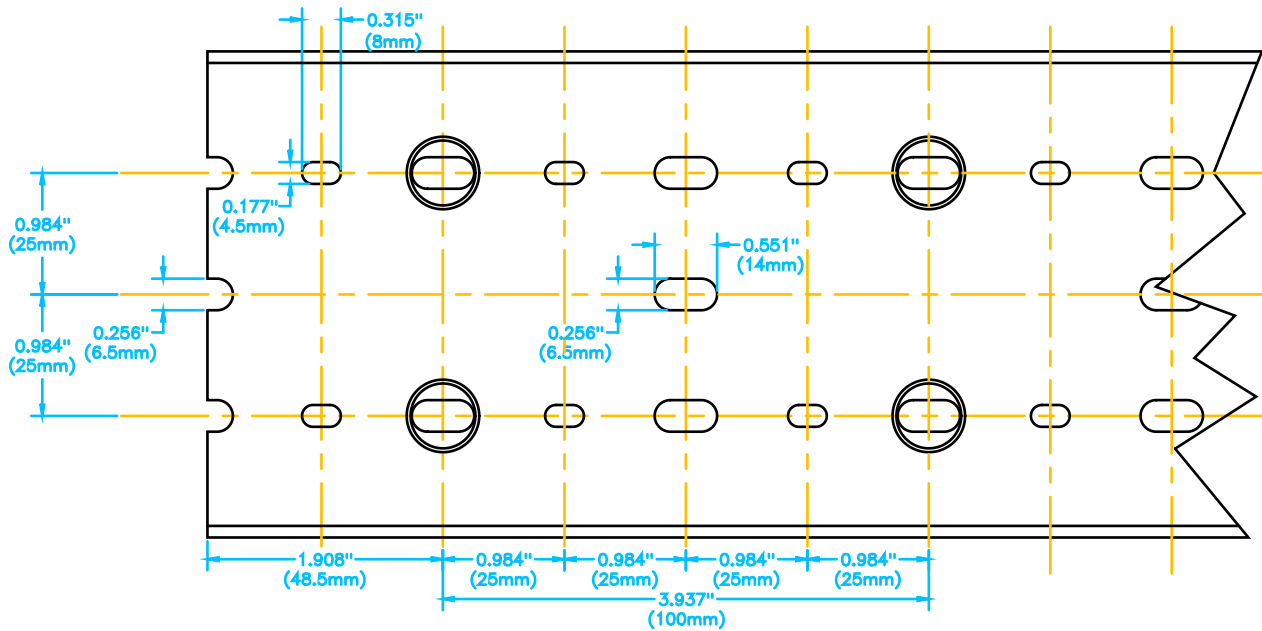 0.315"
(8mm)
0.177"
(4.5mm)
0.984"
(25mm)
0.551"
(14mm)
0.256"
(6.5mm)
0.256"
(6.5mm)
0.984"
(25mm)
1.908"
(48.5mm)
0.984"
(25mm)
0.984"
(25mm)
0.984"
(25mm)
0.984"
(25mm)
3.937"
(100mm)